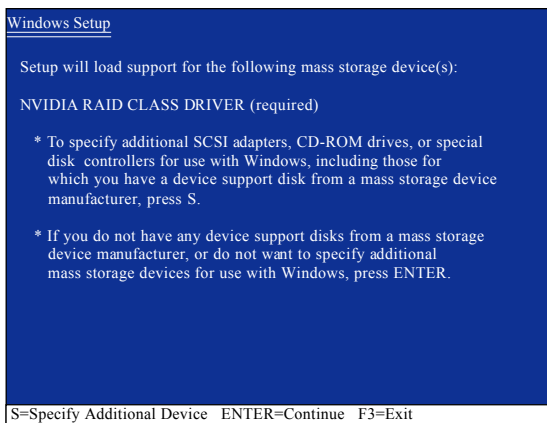 Windows Setup
Setup will load support for the following mass storage device(s):
NVIDIA RAID CLASS DRIVER (required)
* To specify additional SCSI adapters, CD-ROM drives, or special
disk controllers for use with Windows, including those for
which you have a device support disk from a mass storage device
manufacturer, press S.
* If you do not have any device support disks from a mass storage
device manufacturer, or do not want to specify additional
mass storage devices for use with Windows, press ENTER.
S=Specify Additional Device ENTER=Continue F3=Exit